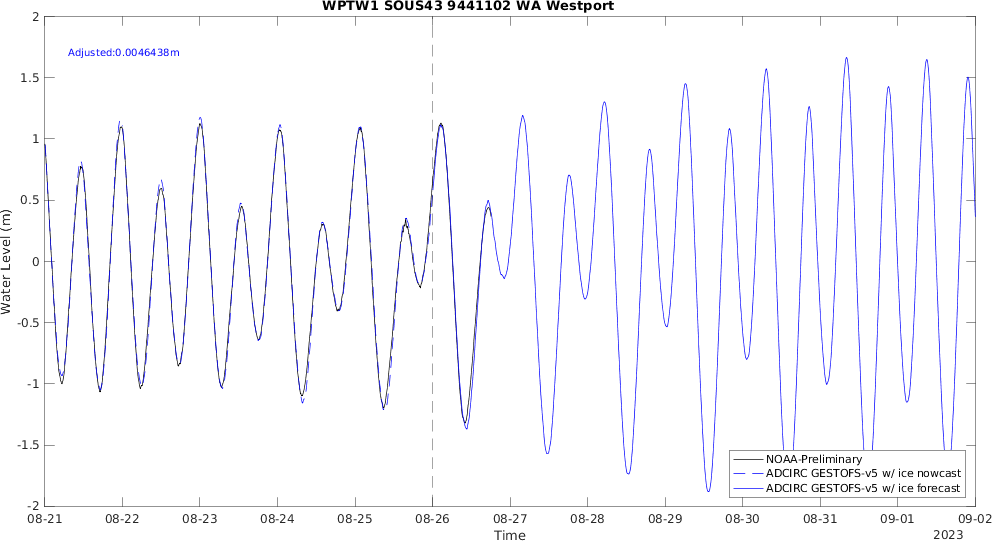 WPTW1 SOUS43 9441102 WA Westport
Adjusted:0.0046438m
Water Level (m)
2
1.5
1
0.5
0
-0.5
-1
-1.5
-2
NOAA-Preliminary
ADCIRC GESTOFS-v5 w/ ice nowcast
ADCIRC GESTOFS-v5 w/ ice forecast
08-21 08-22 08-23 08-24 08-25 08-26 08-27 08-28 08-29 08-30 08-31 09-01 09-02
Time
2023